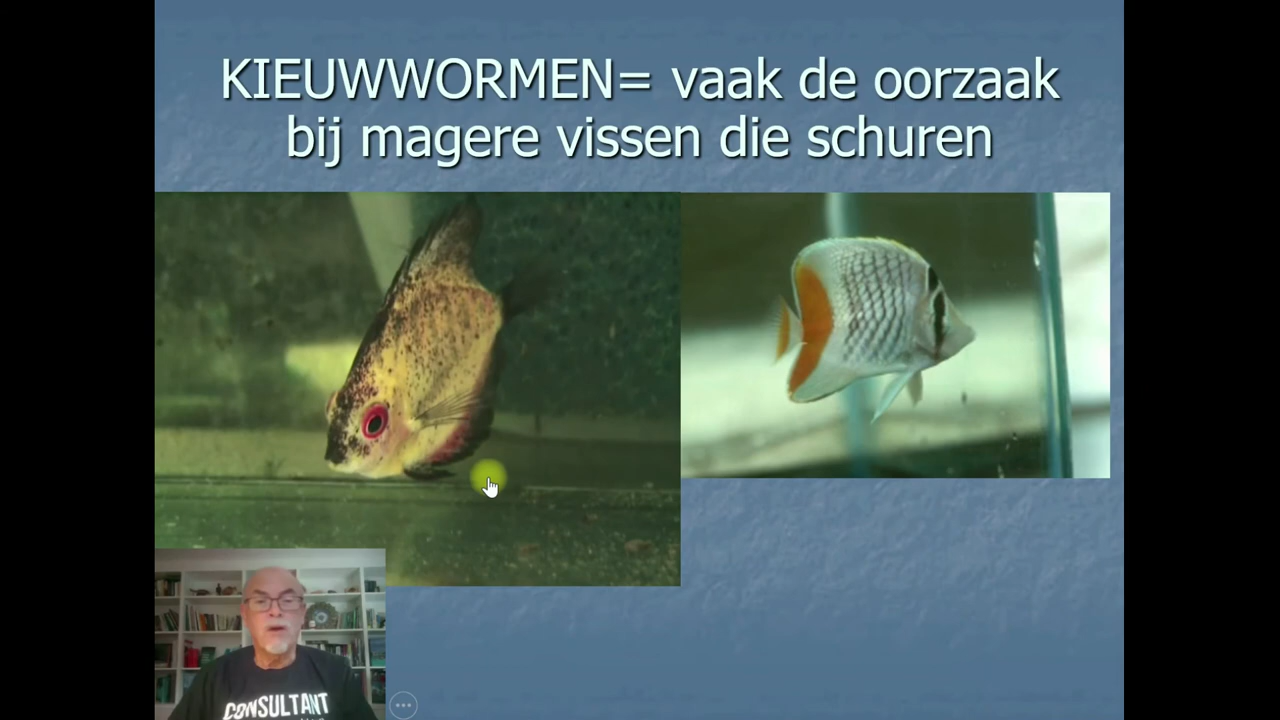 KIEUWWORMEN= vaak de oorzaak
bij magere vissen die schuren
CONSULTANT